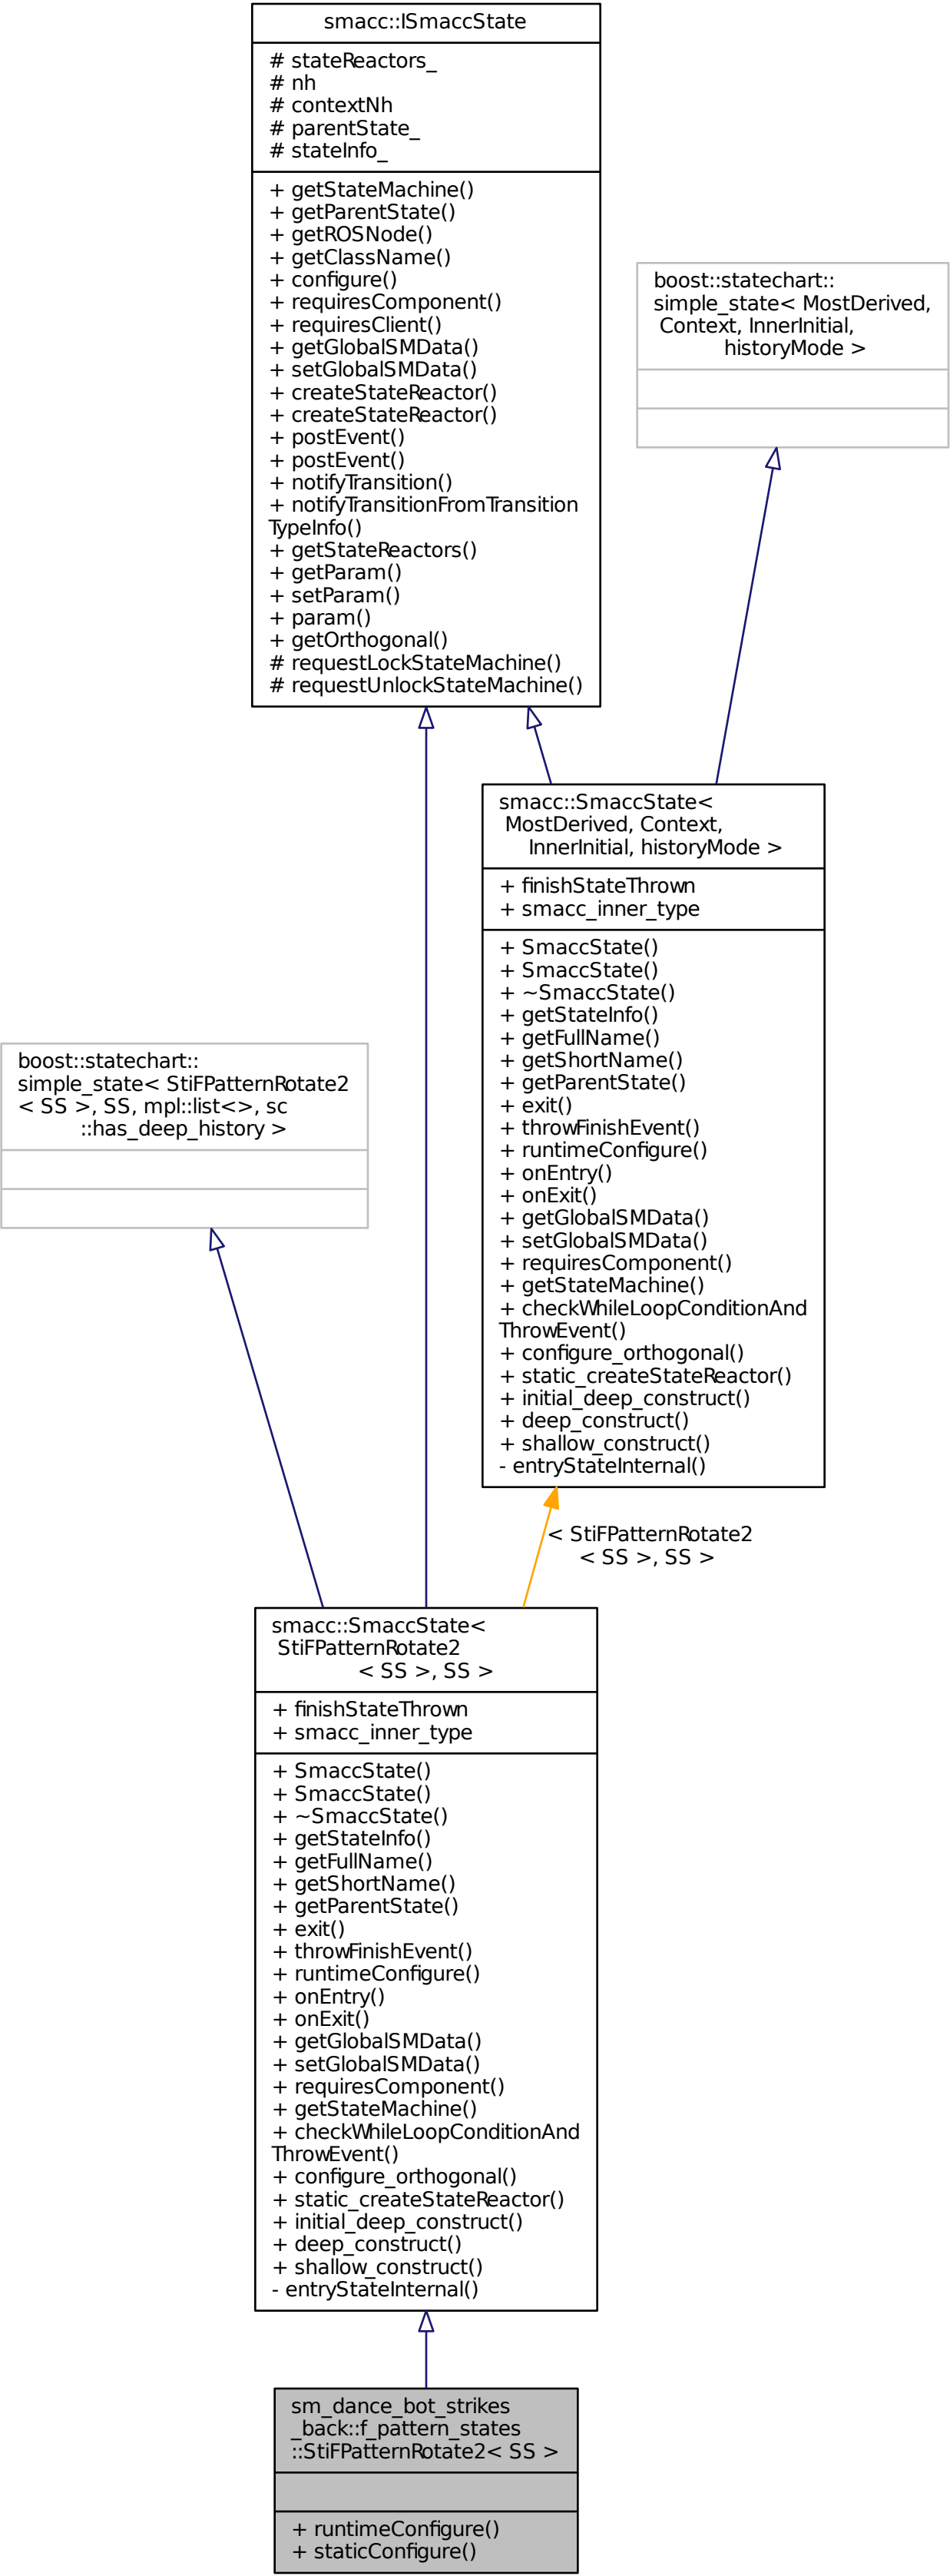 smacc::ISmaccState
# stateReactors_
# nh
# contextNh
# parentState_
# stateInfo_
+ getStateMachine()
+ getParentState()
+ getROSNode()
+ getClassName()
+ configure()
+ requiresComponent()
+ requiresClient()
+ getGlobalSMData()
+ setGlobalSMData()
+ createStateReactor()
+ createStateReactor()
+ postEvent()
+ postEvent()
+ notifyTransition()
+ notifyTransitionFromTransition
TypeInfo()
+ getStateReactors()
+ getParam()
+ setParam()
+ param()
+ getOrthogonal()
# requestLockStateMachine()
# requestUnlockStateMachine()
boost::statechart::
simple_state< MostDerived,
Context, InnerInitial,
historyMode >
smacc::SmaccState<
MostDerived, Context,
InnerInitial, historyMode >
+ finishStateThrown
+ smacc_inner_type
+ SmaccState()
+ SmaccState()
+ ~SmaccState()
+ getStateInfo()
+ getFullName()
+ getShortName()
+ getParentState()
+ exit()
+ throwFinishEvent()
+ runtimeConfigure()
+ onEntry()
+ onExit()
+ getGlobalSMData()
+ setGlobalSMData()
+ requiresComponent()
+ getStateMachine()
+ checkWhileLoopConditionAnd
ThrowEvent()
+ configure_orthogonal()
+ static_createStateReactor()
+ initial_deep_construct()
+ deep_construct()
+ shallow_construct()
- entryStateInternal()
boost::statechart::
simple_state< StiFPatternRotate2
< SS >, SS, mpl::list<>, sc
::has_deep_history >
< StiFPatternRotate2
< SS >, SS >
smacc::SmaccState<
StiFPatternRotate2
< SS >, SS >
+ finishStateThrown
+ smacc_inner_type
+ SmaccState()
+ SmaccState()
+ ~SmaccState()
+ getStateInfo()
+ getFullName()
+ getShortName()
+ getParentState()
+ exit()
+ throwFinishEvent()
+ runtimeConfigure()
+ onEntry()
+ onExit()
+ getGlobalSMData()
+ setGlobalSMData()
+ requiresComponent()
+ getStateMachine()
+ checkWhileLoopConditionAnd
ThrowEvent()
+ configure_orthogonal()
+ static_createStateReactor()
+ initial_deep_construct()
+ deep_construct()
+ shallow_construct()
- entryStateInternal()
sm_dance_bot_strikes
_back::f_pattern_states
::StiFPatternRotate2< SS >
+ runtimeConfigure()
+ staticConfigure()